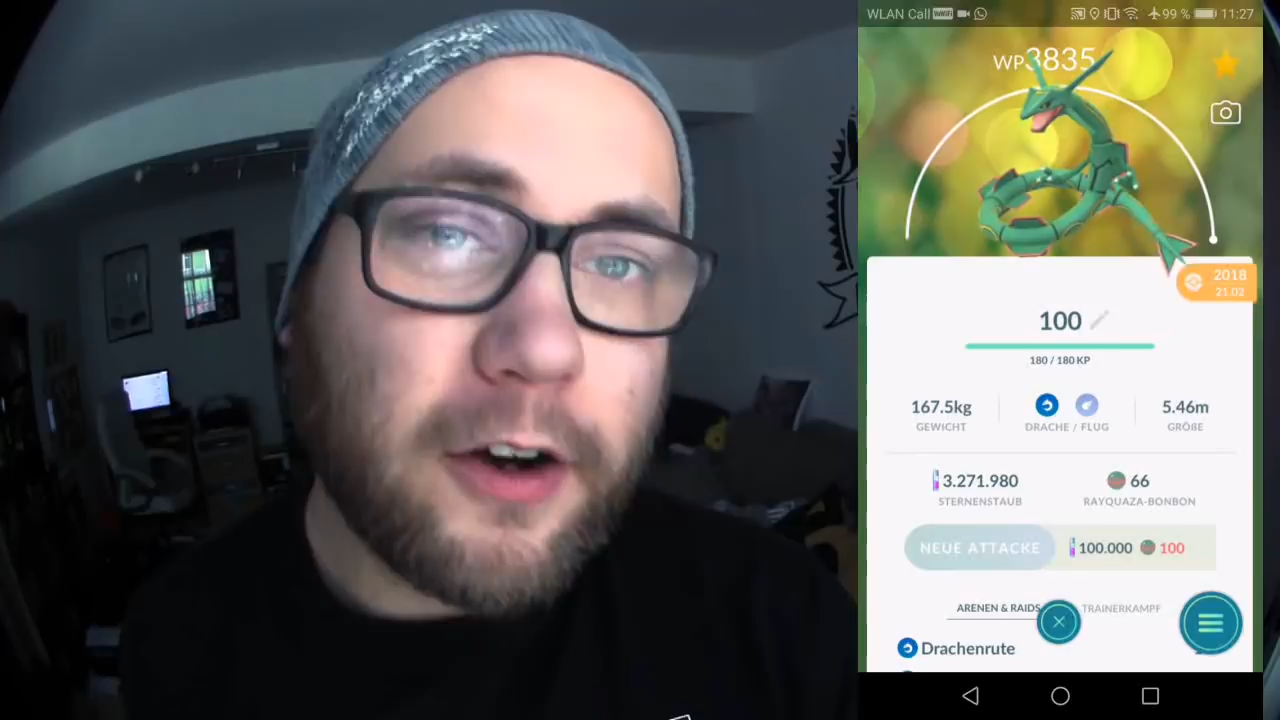 WLAN Call WiFi 99 % 11:27
WP3835
2018
21.02
100
180 / 180 KP
167.5kg 5.46m
GEWICHT DRACHE / FLUG GRÖßE
3.271.980 66
STERNENSTAUB RAYQUAZA-BONBON
NEUE ATTACKE 100.000 100
ARENEN & RAIDS TRAINERKAMPF
Drachenrute